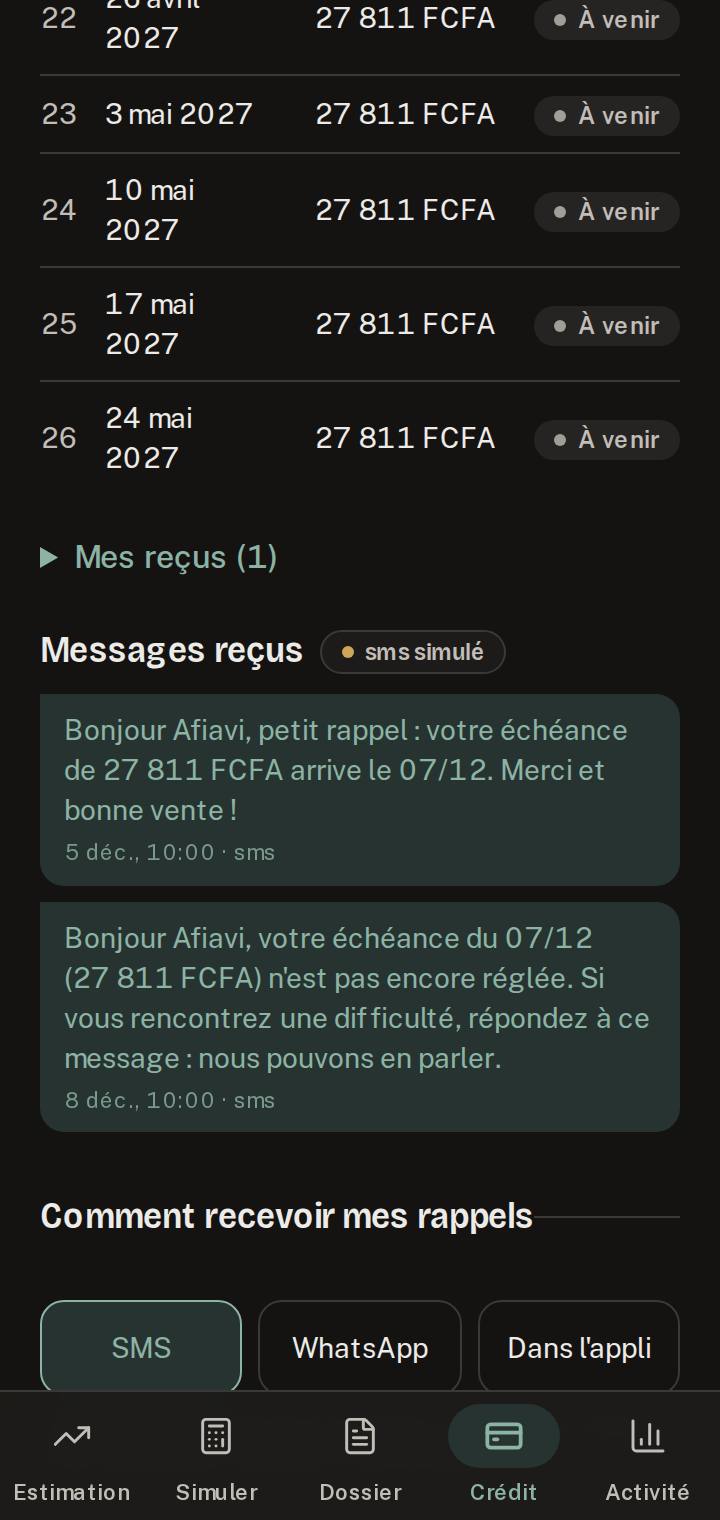 22 26 avril 2027 27 811 FCFA À venir
23 3 mai 2027 27 811 FCFA À venir
24 10 mai 2027 27 811 FCFA À venir
25 17 mai 2027 27 811 FCFA À venir
26 24 mai 2027 27 811 FCFA À venir
Mes reçus (1)
Messages reçus sms simulé
Bonjour Afiavi, petit rappel : votre échéance
de 27 811 FCFA arrive le 07/12. Merci et
bonne vente !
5 déc., 10:00 · sms
Bonjour Afiavi, votre échéance du 07/12
(27 811 FCFA) n'est pas encore réglée. Si
vous rencontrez une difficulté, répondez à ce
message : nous pouvons en parler.
8 déc., 10:00 · sms
Comment recevoir mes rappels
SMS WhatsApp Dans l'appli
Estimation Simuler Dossier Crédit Activité